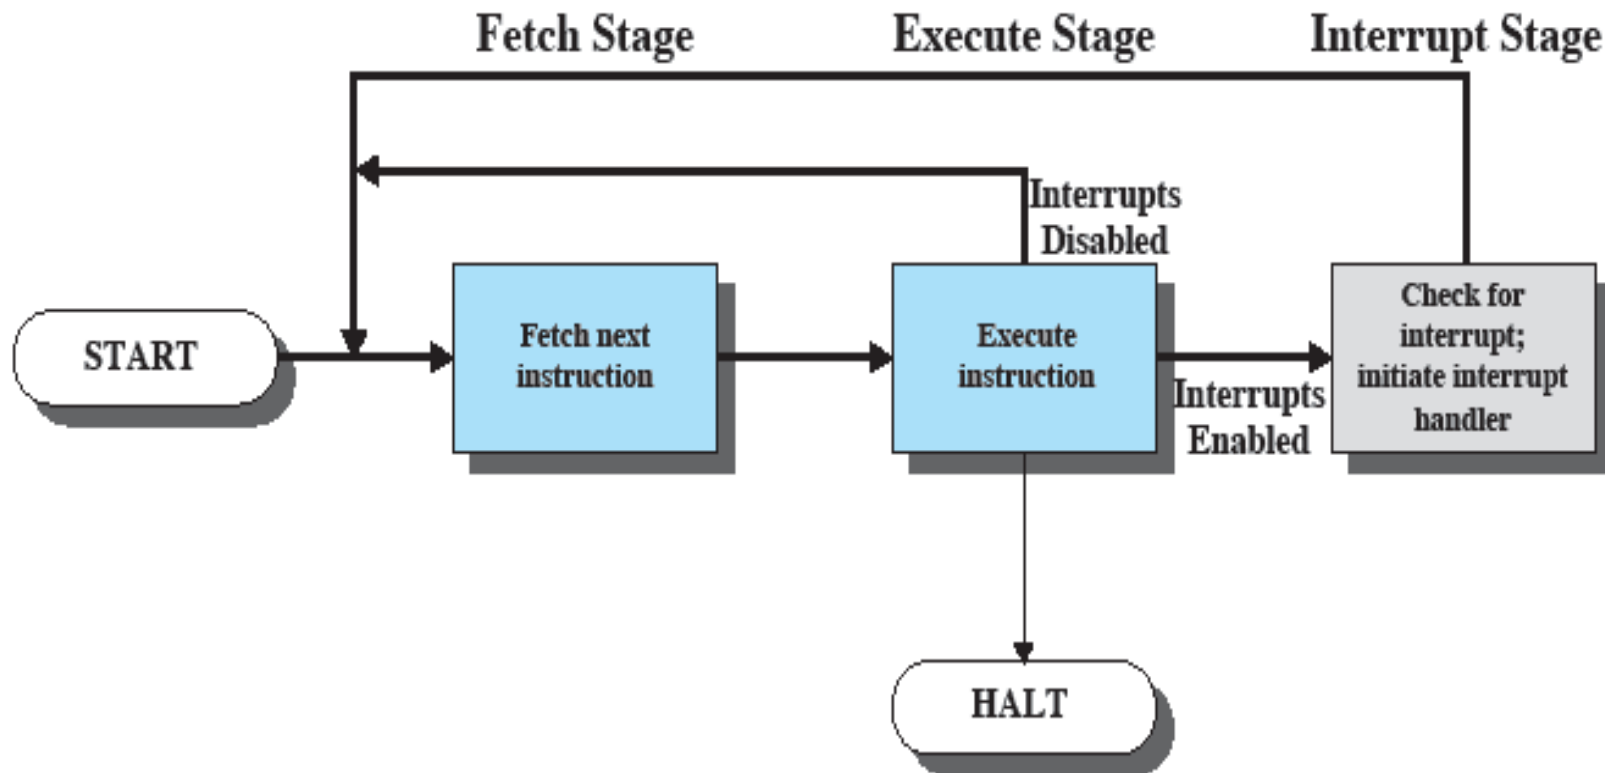 Fetch Stage
Execute Stage
Interrupt Stage
Interrupts
Disabled
START
Fetch next
instruction
Execute
instruction
Interrupts
Enabled
Check for
interrupt;
initiate interrupt
handler
HALT